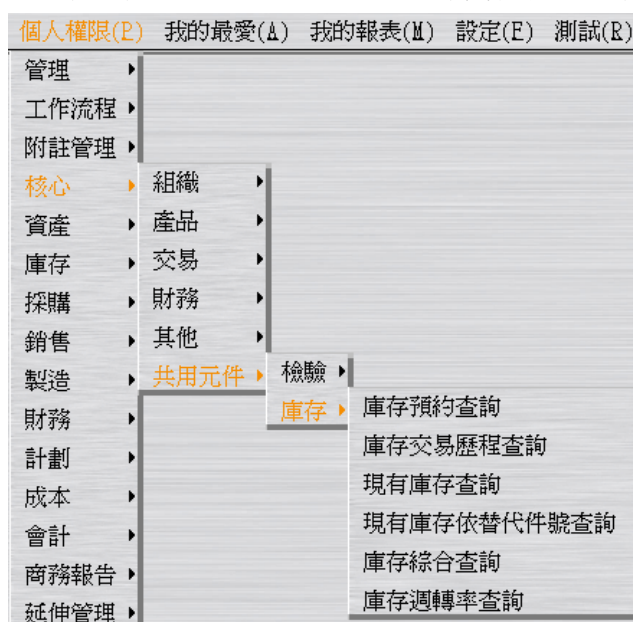 個人權限(P) 我的最愛(A) 我的報表(M) 設定(E) 測試(R)
管理
工作流程
附註管理
核心
資產
庫存
採購
銷售
製造
財務
計劃
成本
會計
商務報告
延伸管理
組織
產品
交易
財務
其他
共用元件
檢驗
庫存
庫存預約查詢
庫存交易歷程查詢
現有庫存查詢
現有庫存依替代件號查詢
庫存綜合查詢
庫存週轉率查詢